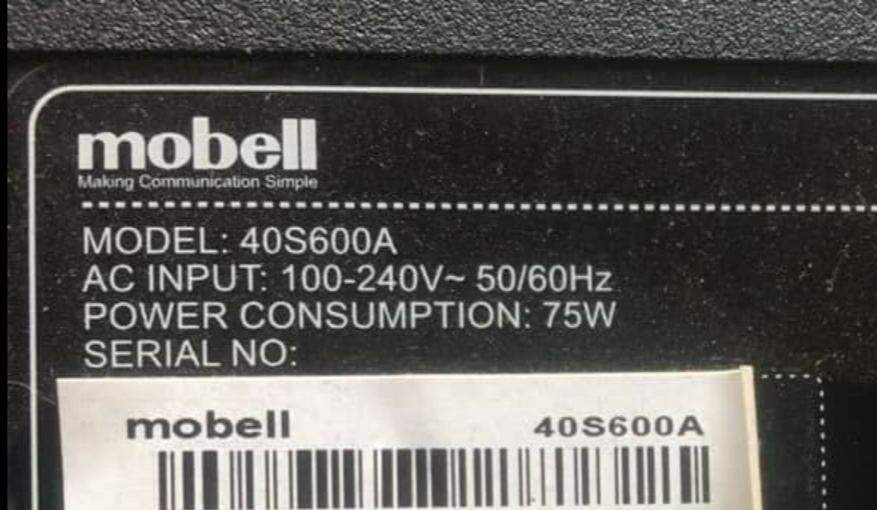 mobell
Making Communication Simple
MODEL: 40S600A
AC INPUT: 100-240V~ 50/60Hz
POWER CONSUMPTION: 75W
SERIAL NO:
mobell 40S600A